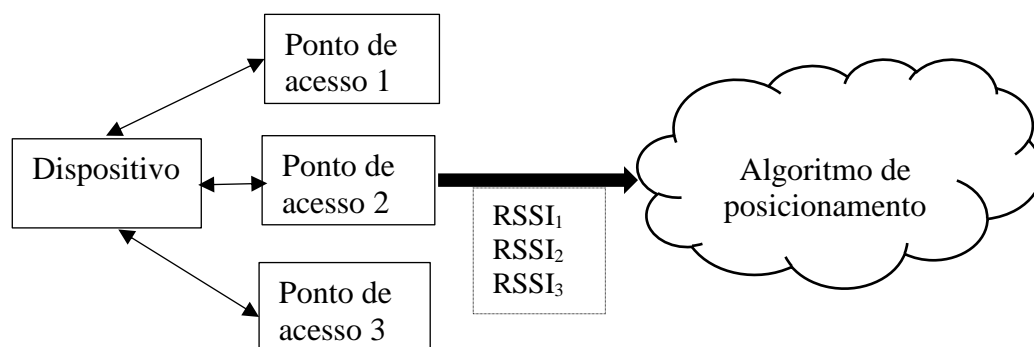 Ponto de
acesso 1
Dispositivo
Ponto de
acesso 2
RSSI₁
RSSI₂
RSSI₃
Algoritmo de
posicionamento
Ponto de
acesso 3